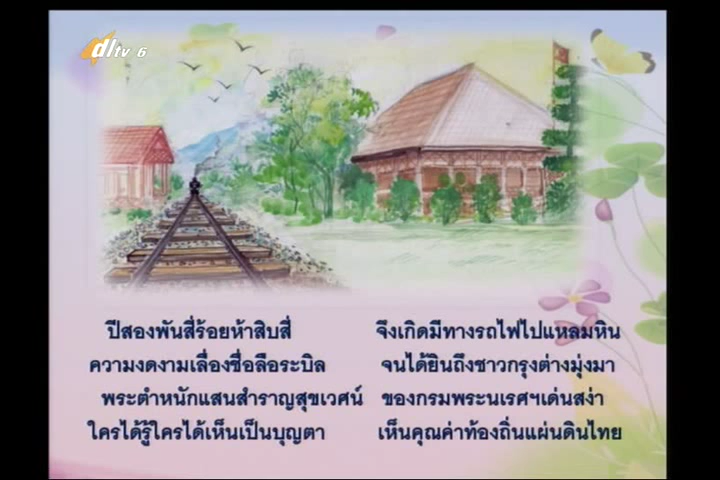 dltv 6
ปีสองพันสี่ร้อยห้าสิบสี่ จึงเกิดมีทางรถไฟไปแหลมหิน
ความงดงามเลื่องชื่อลือระบิล จนได้ยินถึงชาวกรุงต่างมุ่งมา
พระตำหนักแสนสำราญสุขเวศน์ ของกรมพระนเรศฯเด่นสง่า
ใครได้รู้ใครได้เห็นเป็นบุญตา เห็นคุณค่าท้องถิ่นแผ่นดินไทย